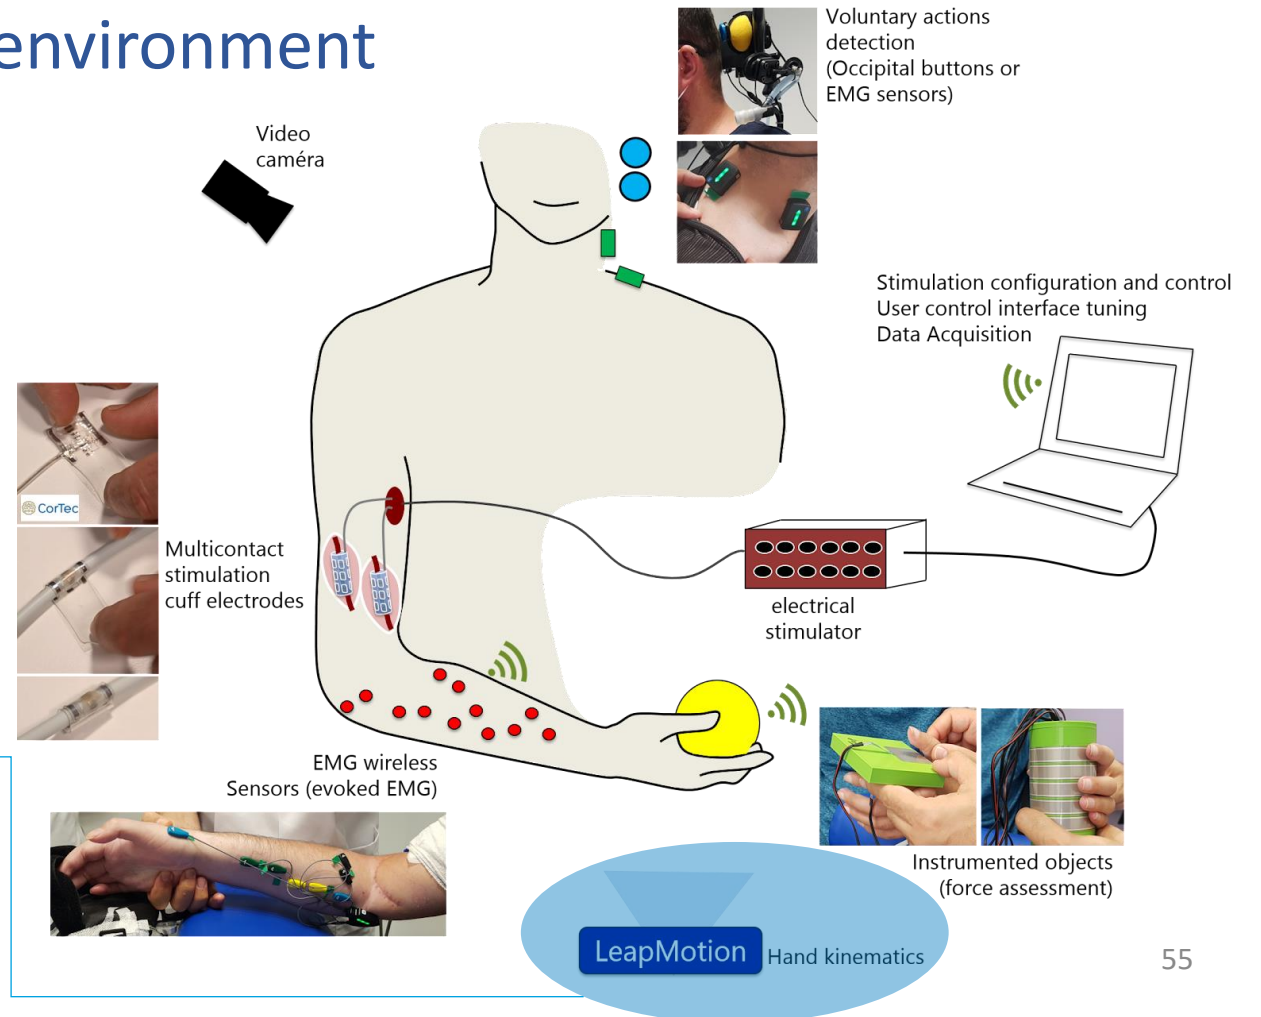 environment
Voluntary actions
detection
(Occipital buttons or
EMG sensors)
Video
caméra
Stimulation configuration and control
User control interface tuning
Data Acquisition
CorTec
Multicontact
stimulation
cuff electrodes
electrical
stimulator
EMG wireless
Sensors (evoked EMG)
Instrumented objects
(force assessment)
LeapMotion
Hand kinematics
55